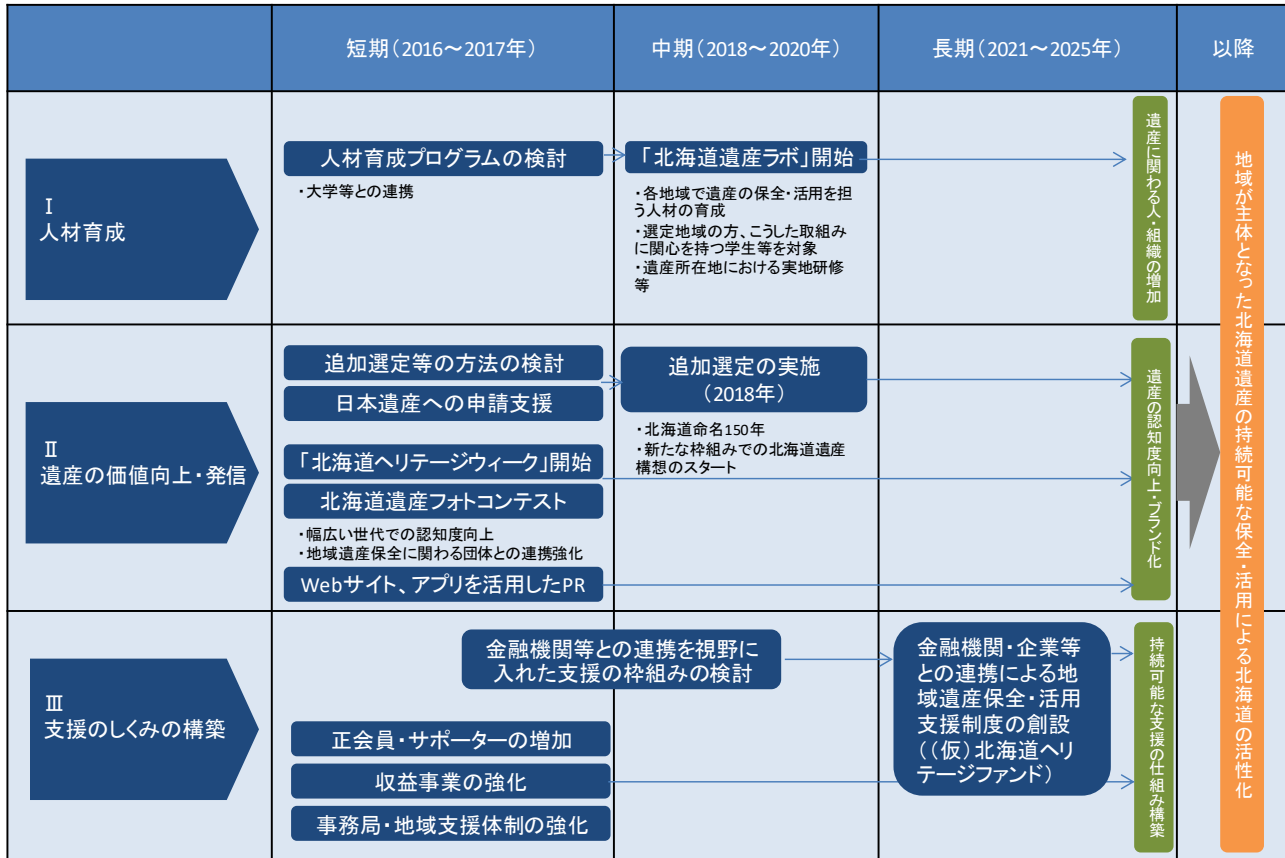 短期(2016～2017年)
中期(2018～2020年)
長期(2021～2025年)
以降
Ⅰ
人材育成
人材育成プログラムの検討
・大学等との連携
「北海道遺産ラボ」開始
・各地域で遺産の保全・活用を担
う人材の育成
・選定地域の方、こうした取組み
に関心を持つ学生等を対象
・遺産所在地における実地研修
等
遺産に関わる人・組織の増加
Ⅱ
遺産の価値向上・発信
追加選定等の方法の検討
日本遺産への申請支援
「北海道ヘリテージウィーク」開始
北海道遺産フォトコンテスト
・幅広い世代での認知度向上
・地域遺産保全に関わる団体との連携強化
Webサイト、アプリを活用したPR
追加選定の実施
(2018年)
・北海道命名150年
・新たな枠組みでの北海道遺産
構想のスタート
遺産の認知度向上・ブランド化
Ⅲ
支援のしくみの構築
金融機関等との連携を視野に
入れた支援の枠組みの検討
正会員・サポーターの増加
収益事業の強化
事務局・地域支援体制の強化
金融機関・企業等
との連携による地
域遺産保全・活用
支援制度の創設
((仮)北海道ヘリ
テージファンド)
持続可能な支援の仕組み構築
地域が主体となった北海道遺産の持続可能な保全・活用による北海道の活性化